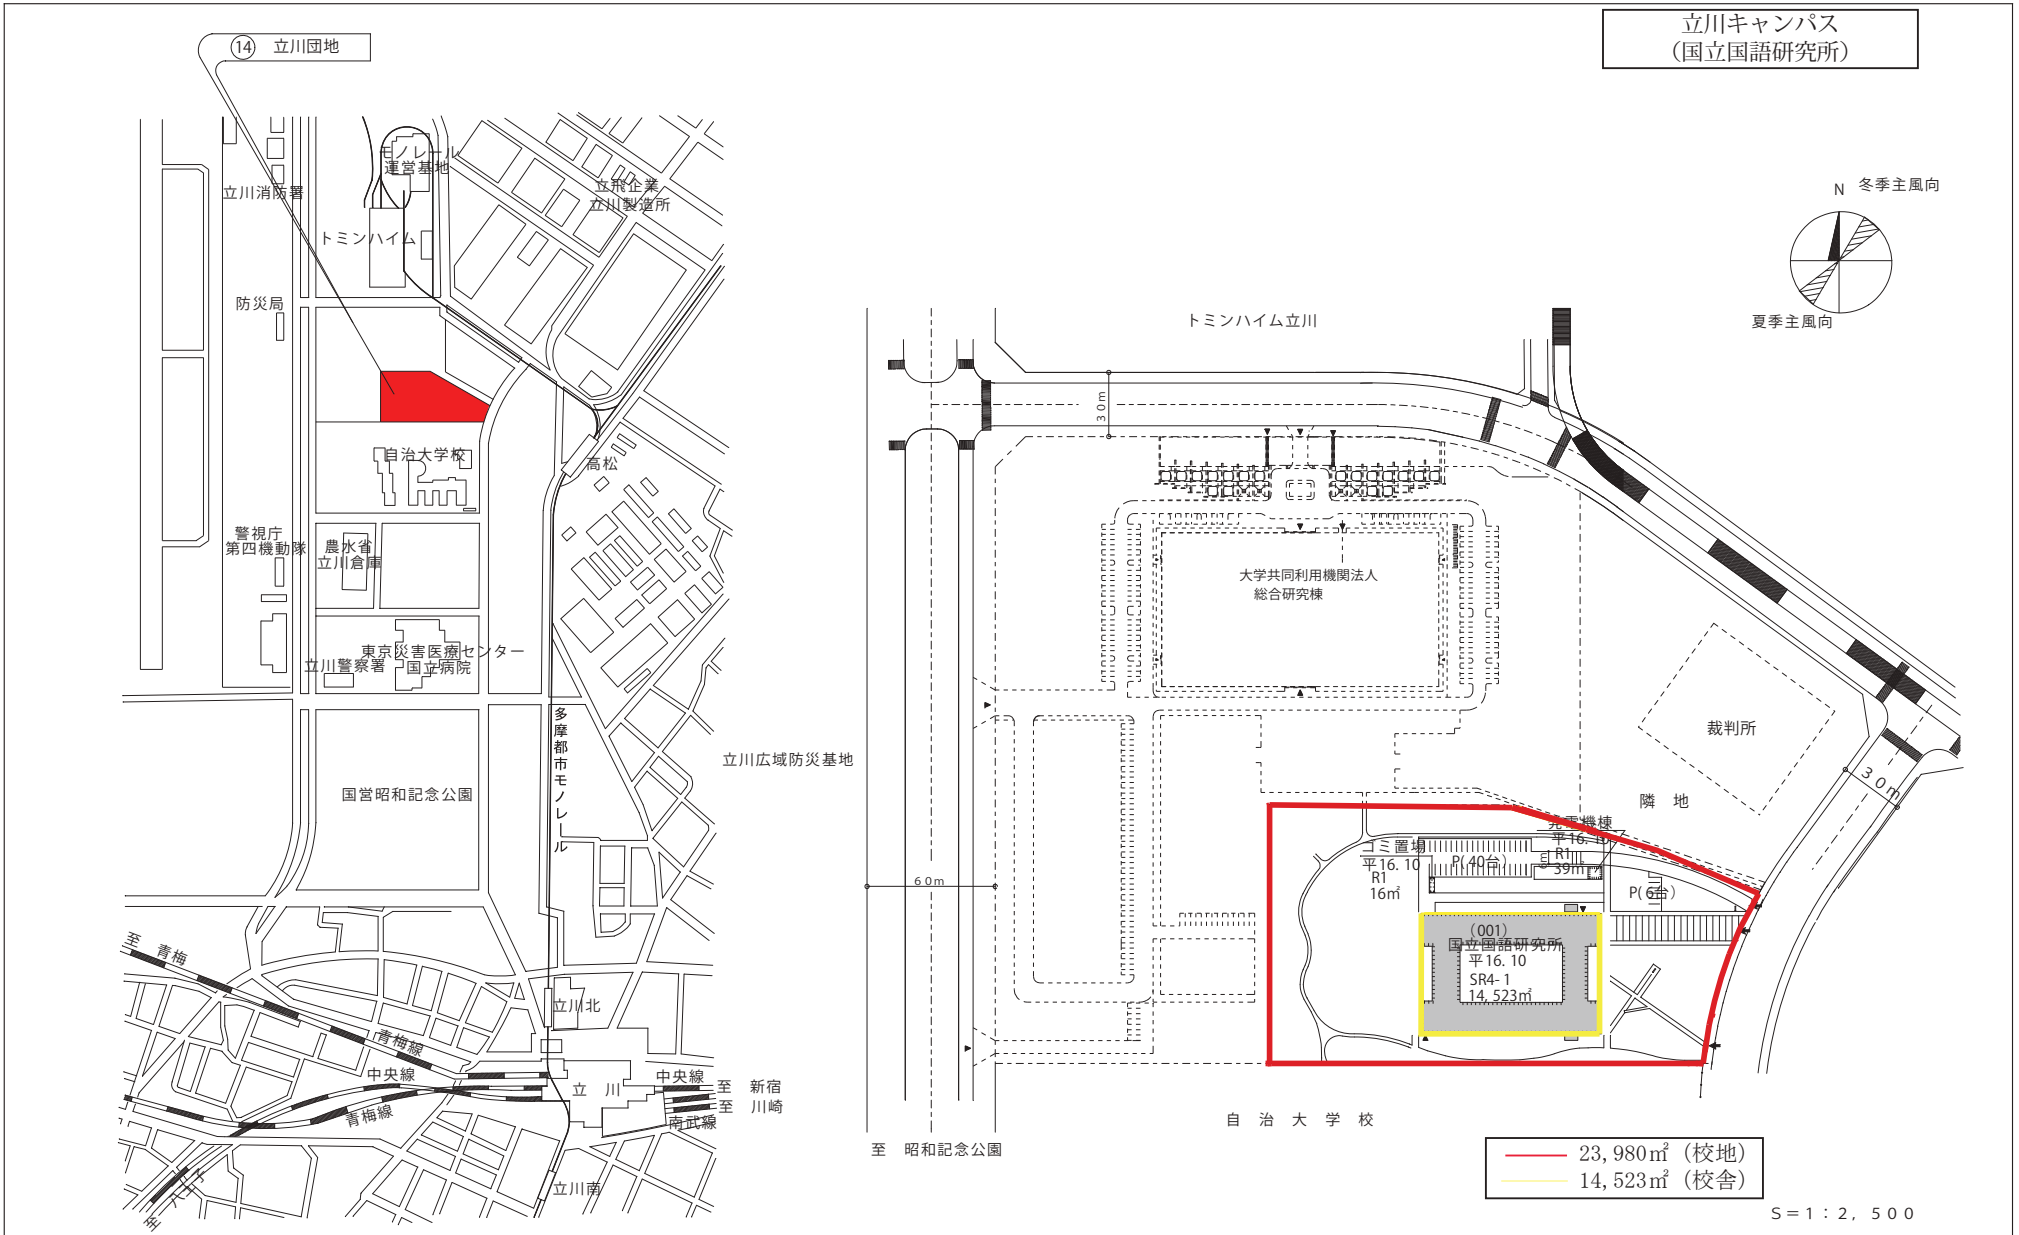 立川キャンパス
（国立国語研究所）
14 立川団地
モノレール
運営基地
立川消防署
立飛企業
立川製造所
トミンハイム
防災局
自治大学校
高松
警視庁
第四機動隊
農水省
立川倉庫
東京災害医療センター
国立病院
立川警察署
多摩都市モノレール
国営昭和記念公園
至 青梅
青梅線
立川北
中央線
青梅線
立 川
中央線
至 新宿
至 川崎
南武線
立川南
至 八王子
N 冬季主風向
夏季主風向
トミンハイム立川
30m
大学共同利用機関法人
総合研究棟
裁判所
立川広域防災基地
30m
隣 地
60m
発電機棟
平16.10
R1
39㎡
ゴミ置場
平16.10
R1
16㎡
P(40台)
P(6台)
(001)
国立国語研究所
平16.10
SR4-1
14,523㎡
自 治 大 学 校
至 昭和記念公園
23,980㎡（校地）
14,523㎡（校舎）
S＝1：2, 500